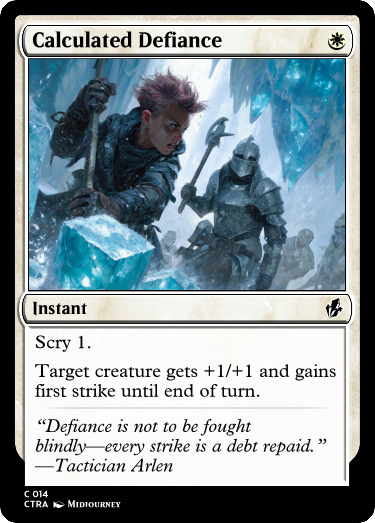 Calculated Defiance
Instant
Scry 1.
Target creature gets +1/+1 and gains
first strike until end of turn.
“Defiance is not to be fought
blindly—every strike is a debt repaid.”
—Tactician Arlen
C 014
CTRA Midjourney